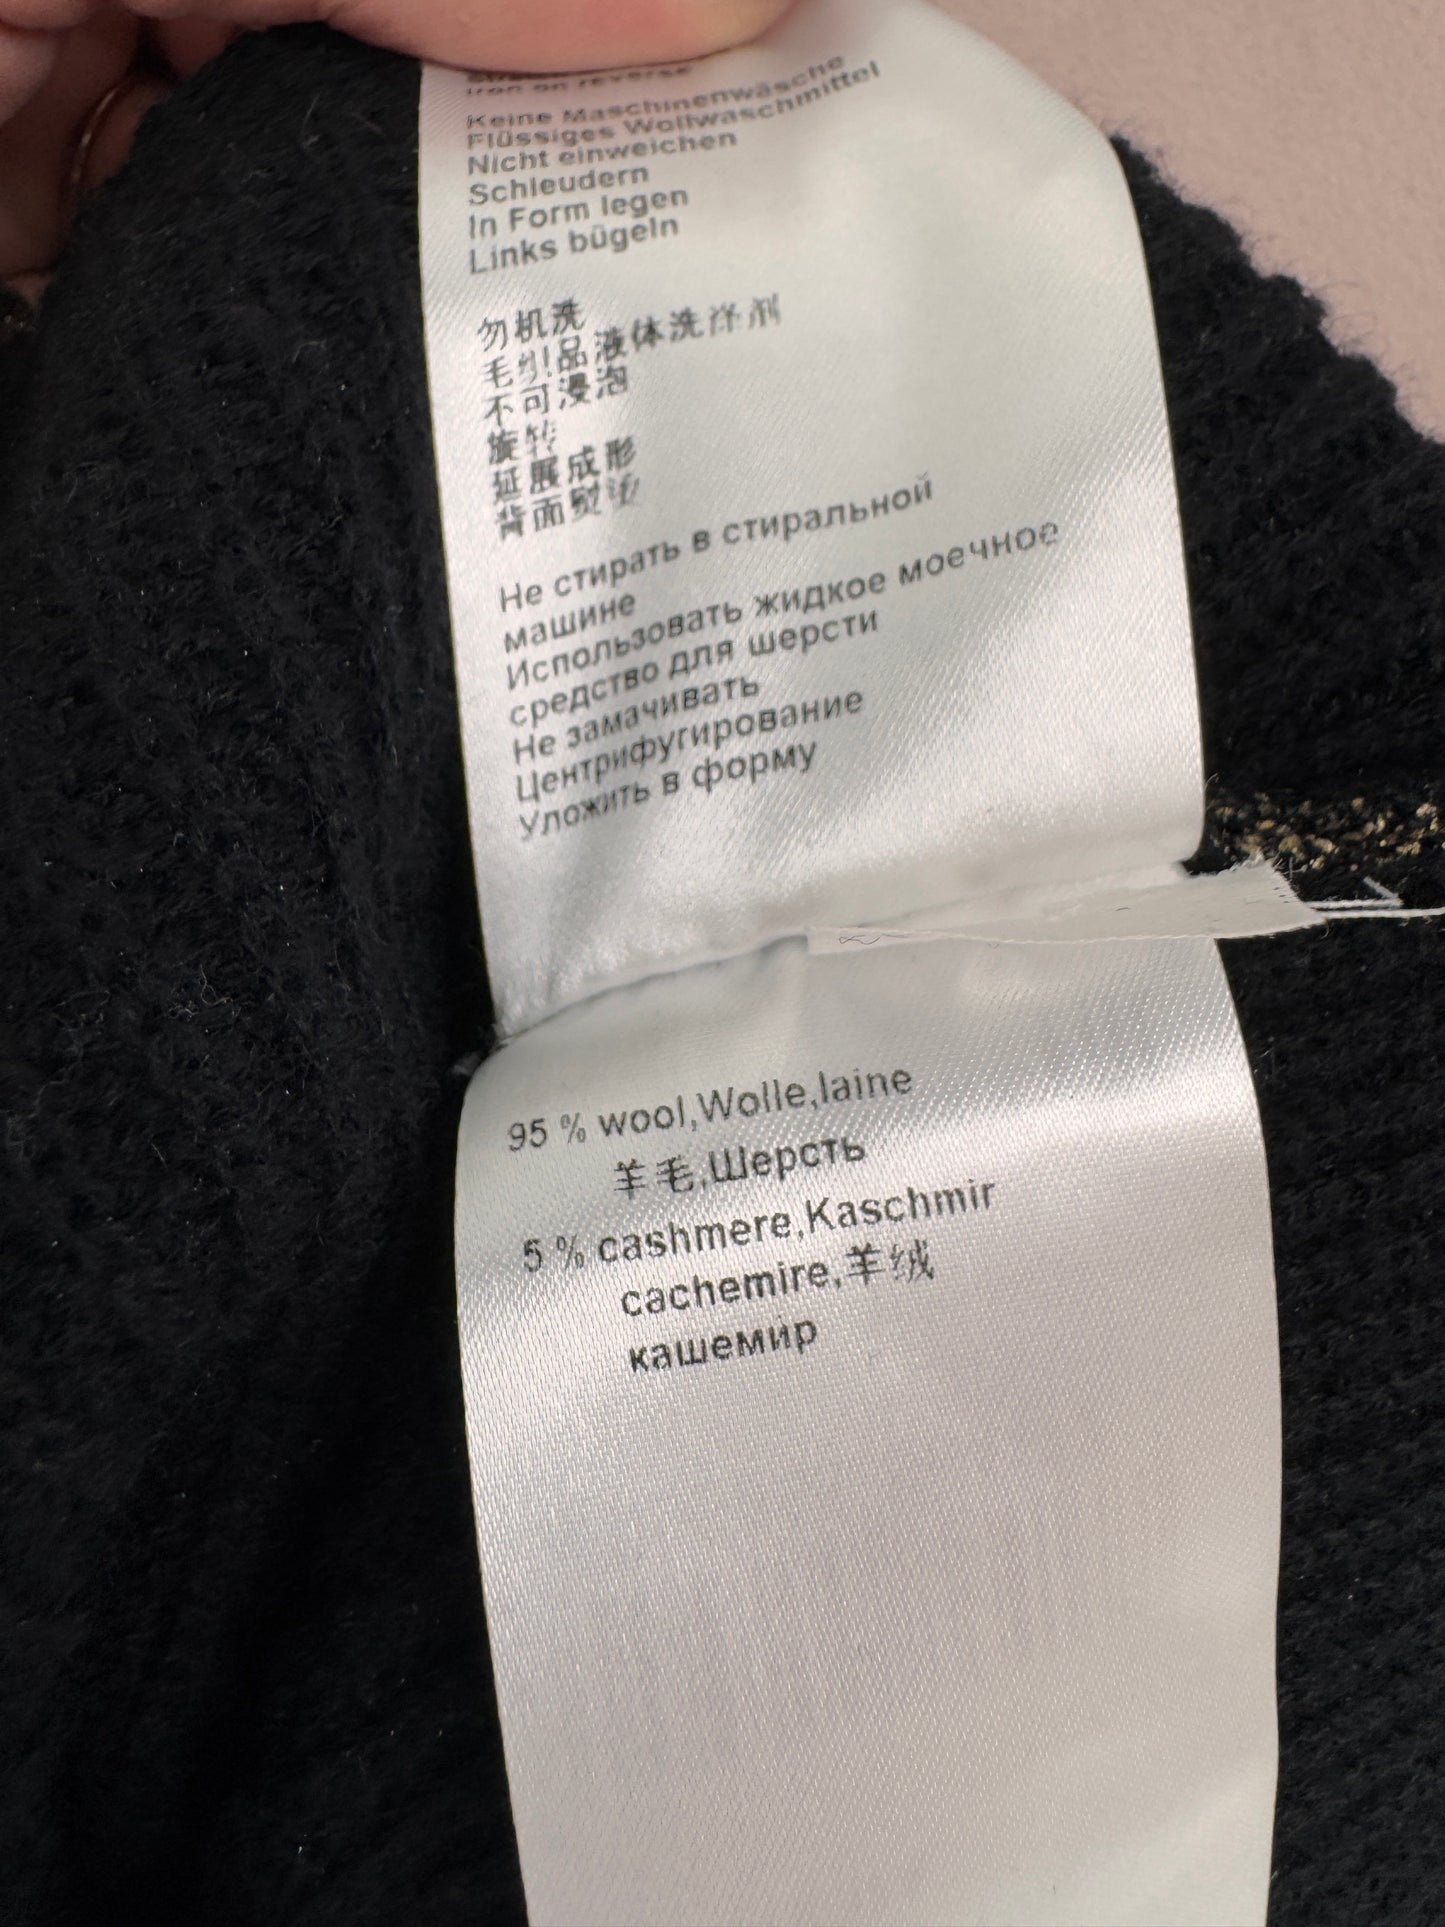 iron on reverse
Keine Maschinenwäsche
Flüssiges Wollwaschmittel
Nicht einweichen
Schleudern
In Form legen
Links bügeln
勿机洗
毛织品液体洗涤剂
不可浸泡
旋转
延展成形
背面熨烫
Не стирать в стиральной
машине
Использовать жидкое моечное
средство для шерсти
Не замачивать
Центрифугирование
Уложить в форму
95 % wool,Wolle,laine
羊毛,Шерсть
5 % cashmere,Kaschmir
cachemire,羊绒
кашемир